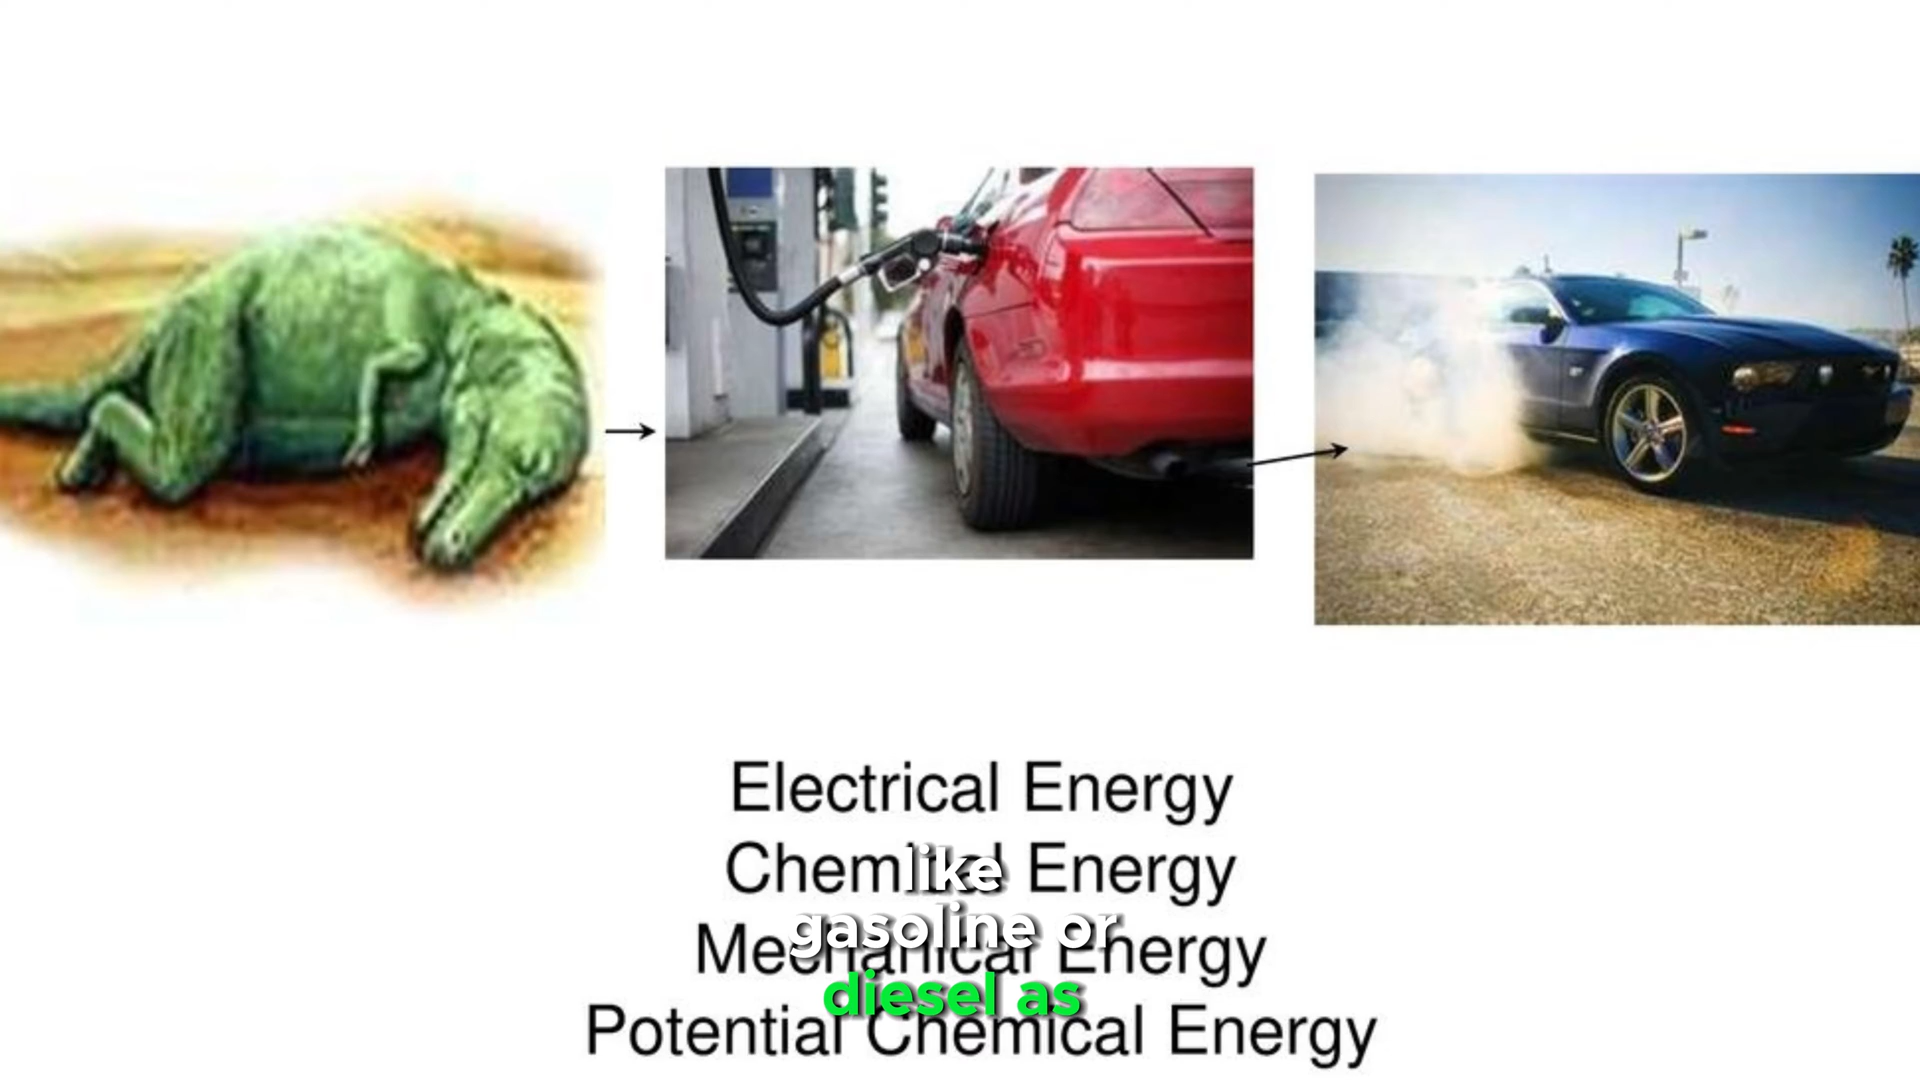 Electrical Energy
Chemical Energy
like
gasoline or
Mechanical Energy
diesel as
Potential Chemical Energy